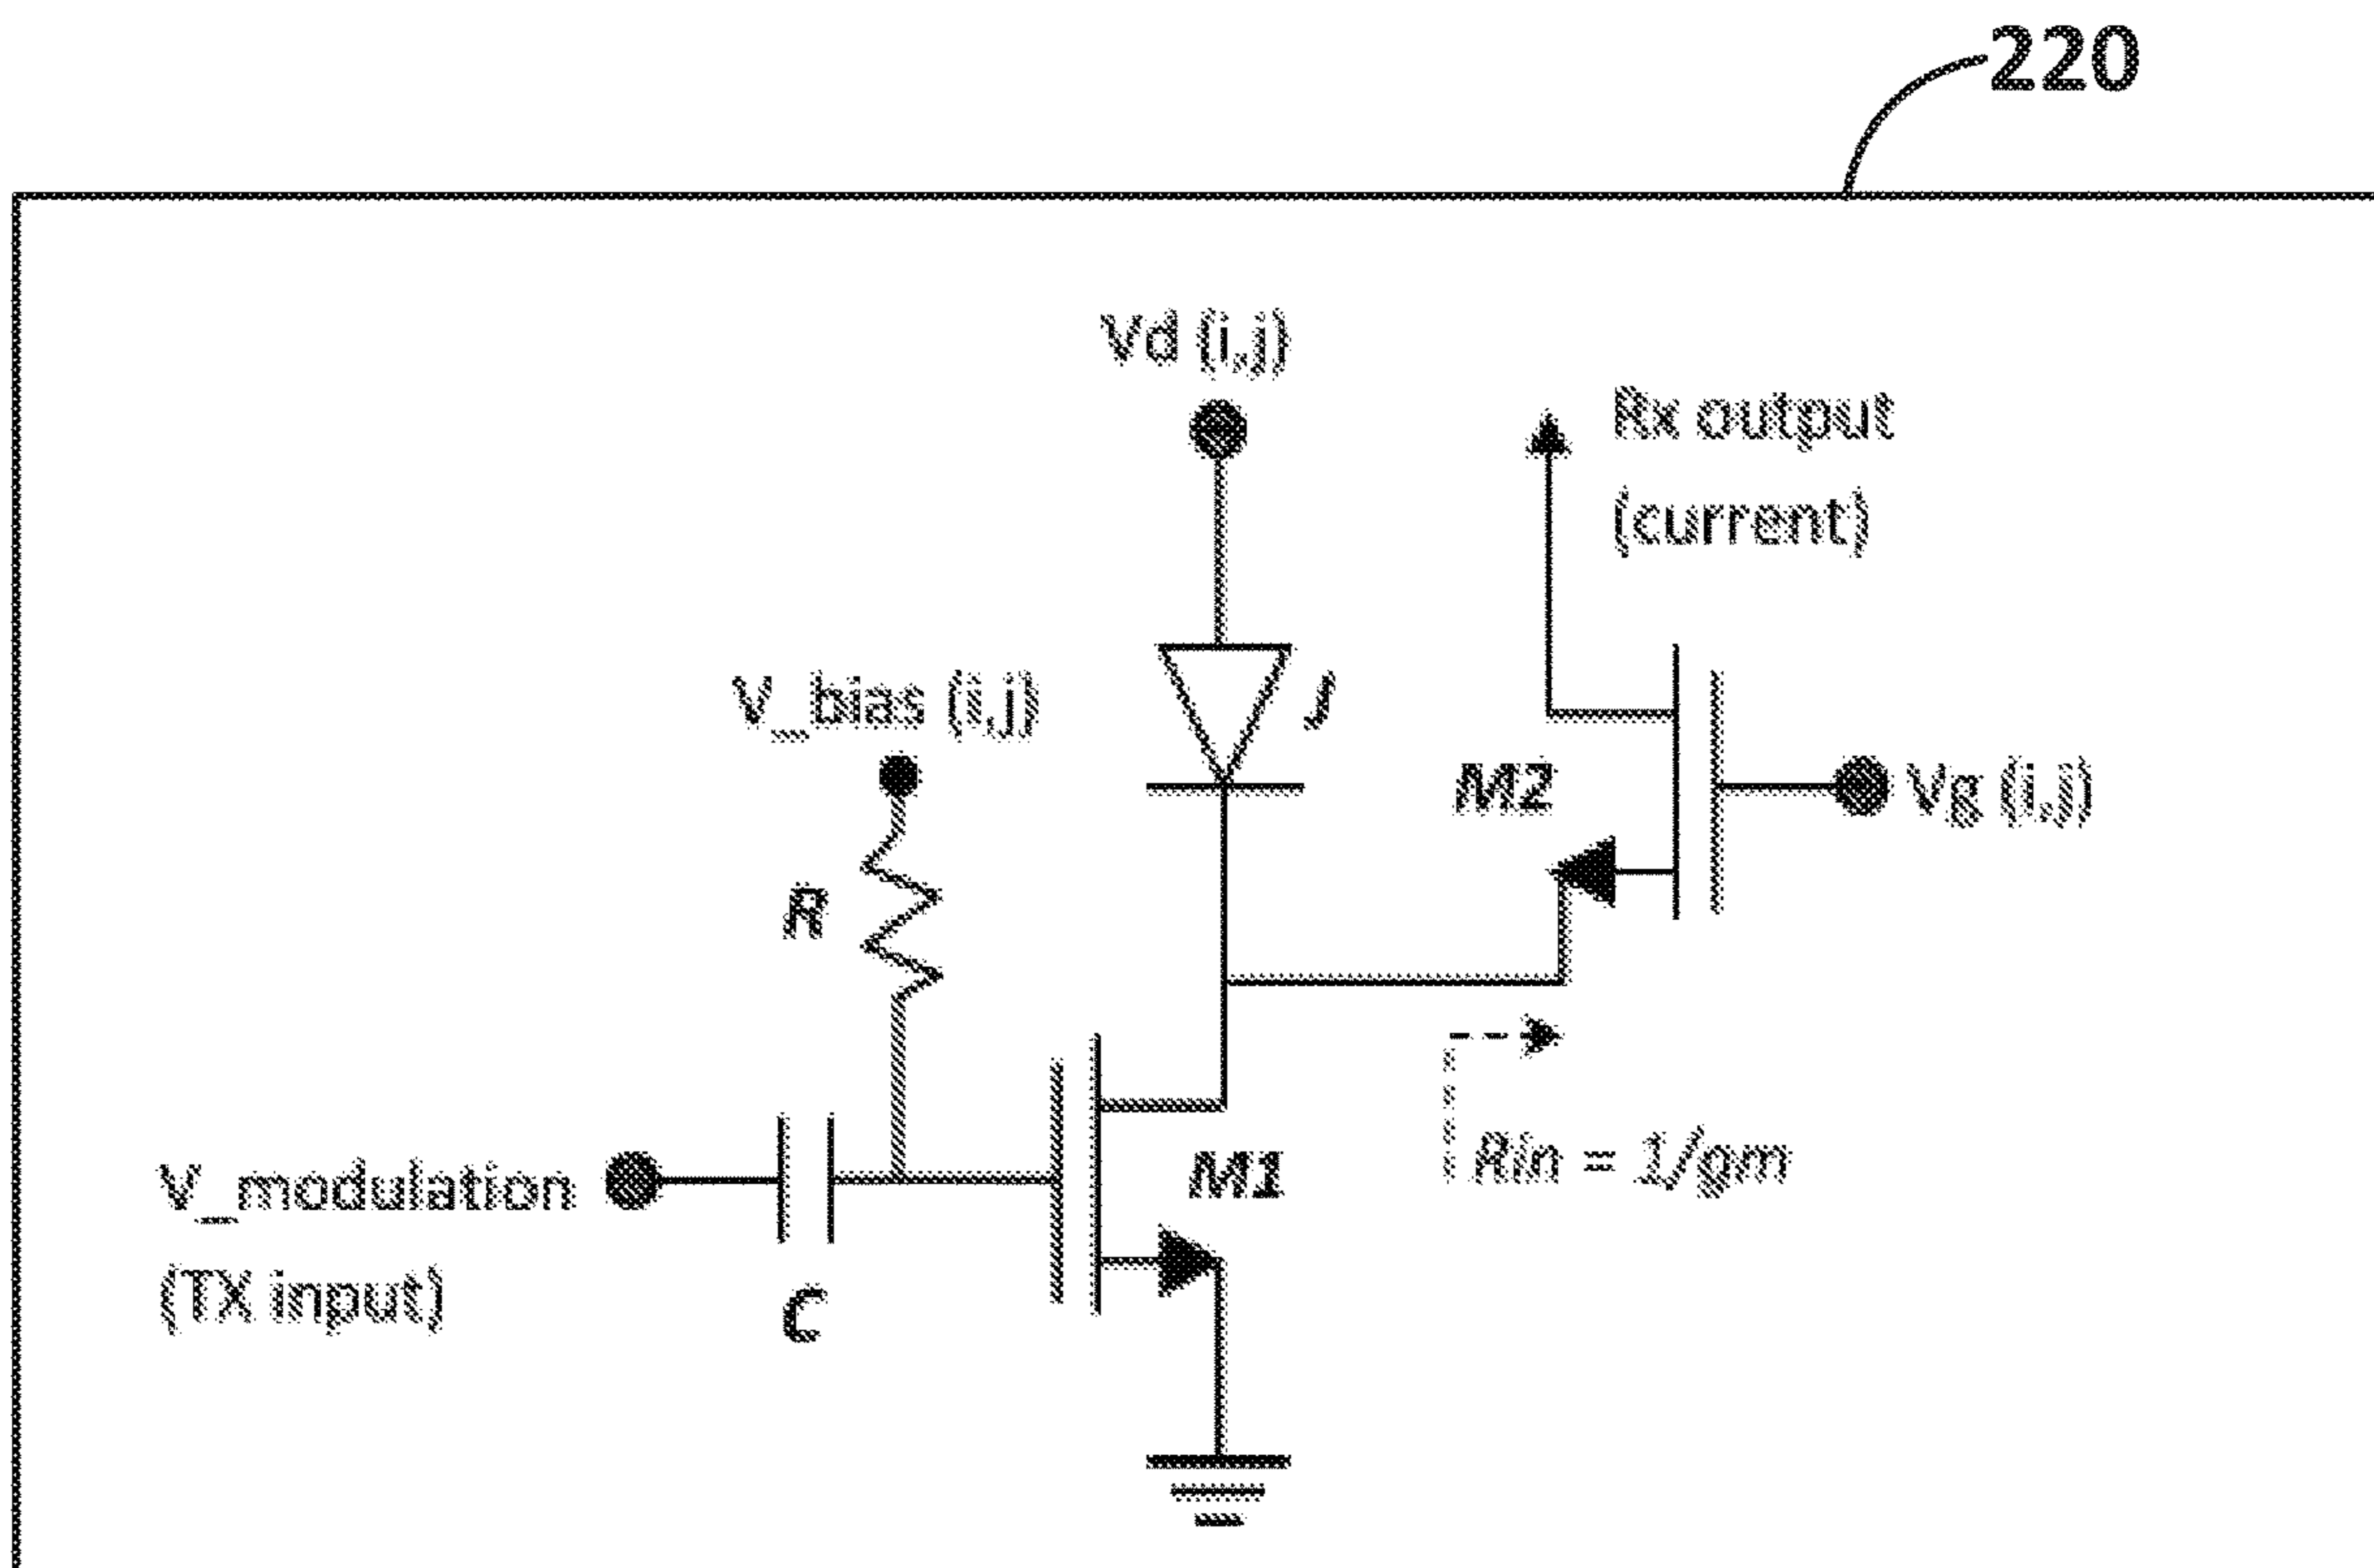 220
Vd (i,j)
Rx output
(current)
V_bias (i,j)
J
M2
Vg (i,j)
R
Rin = 1/gm
M1
V_modulation
(TX input)
C